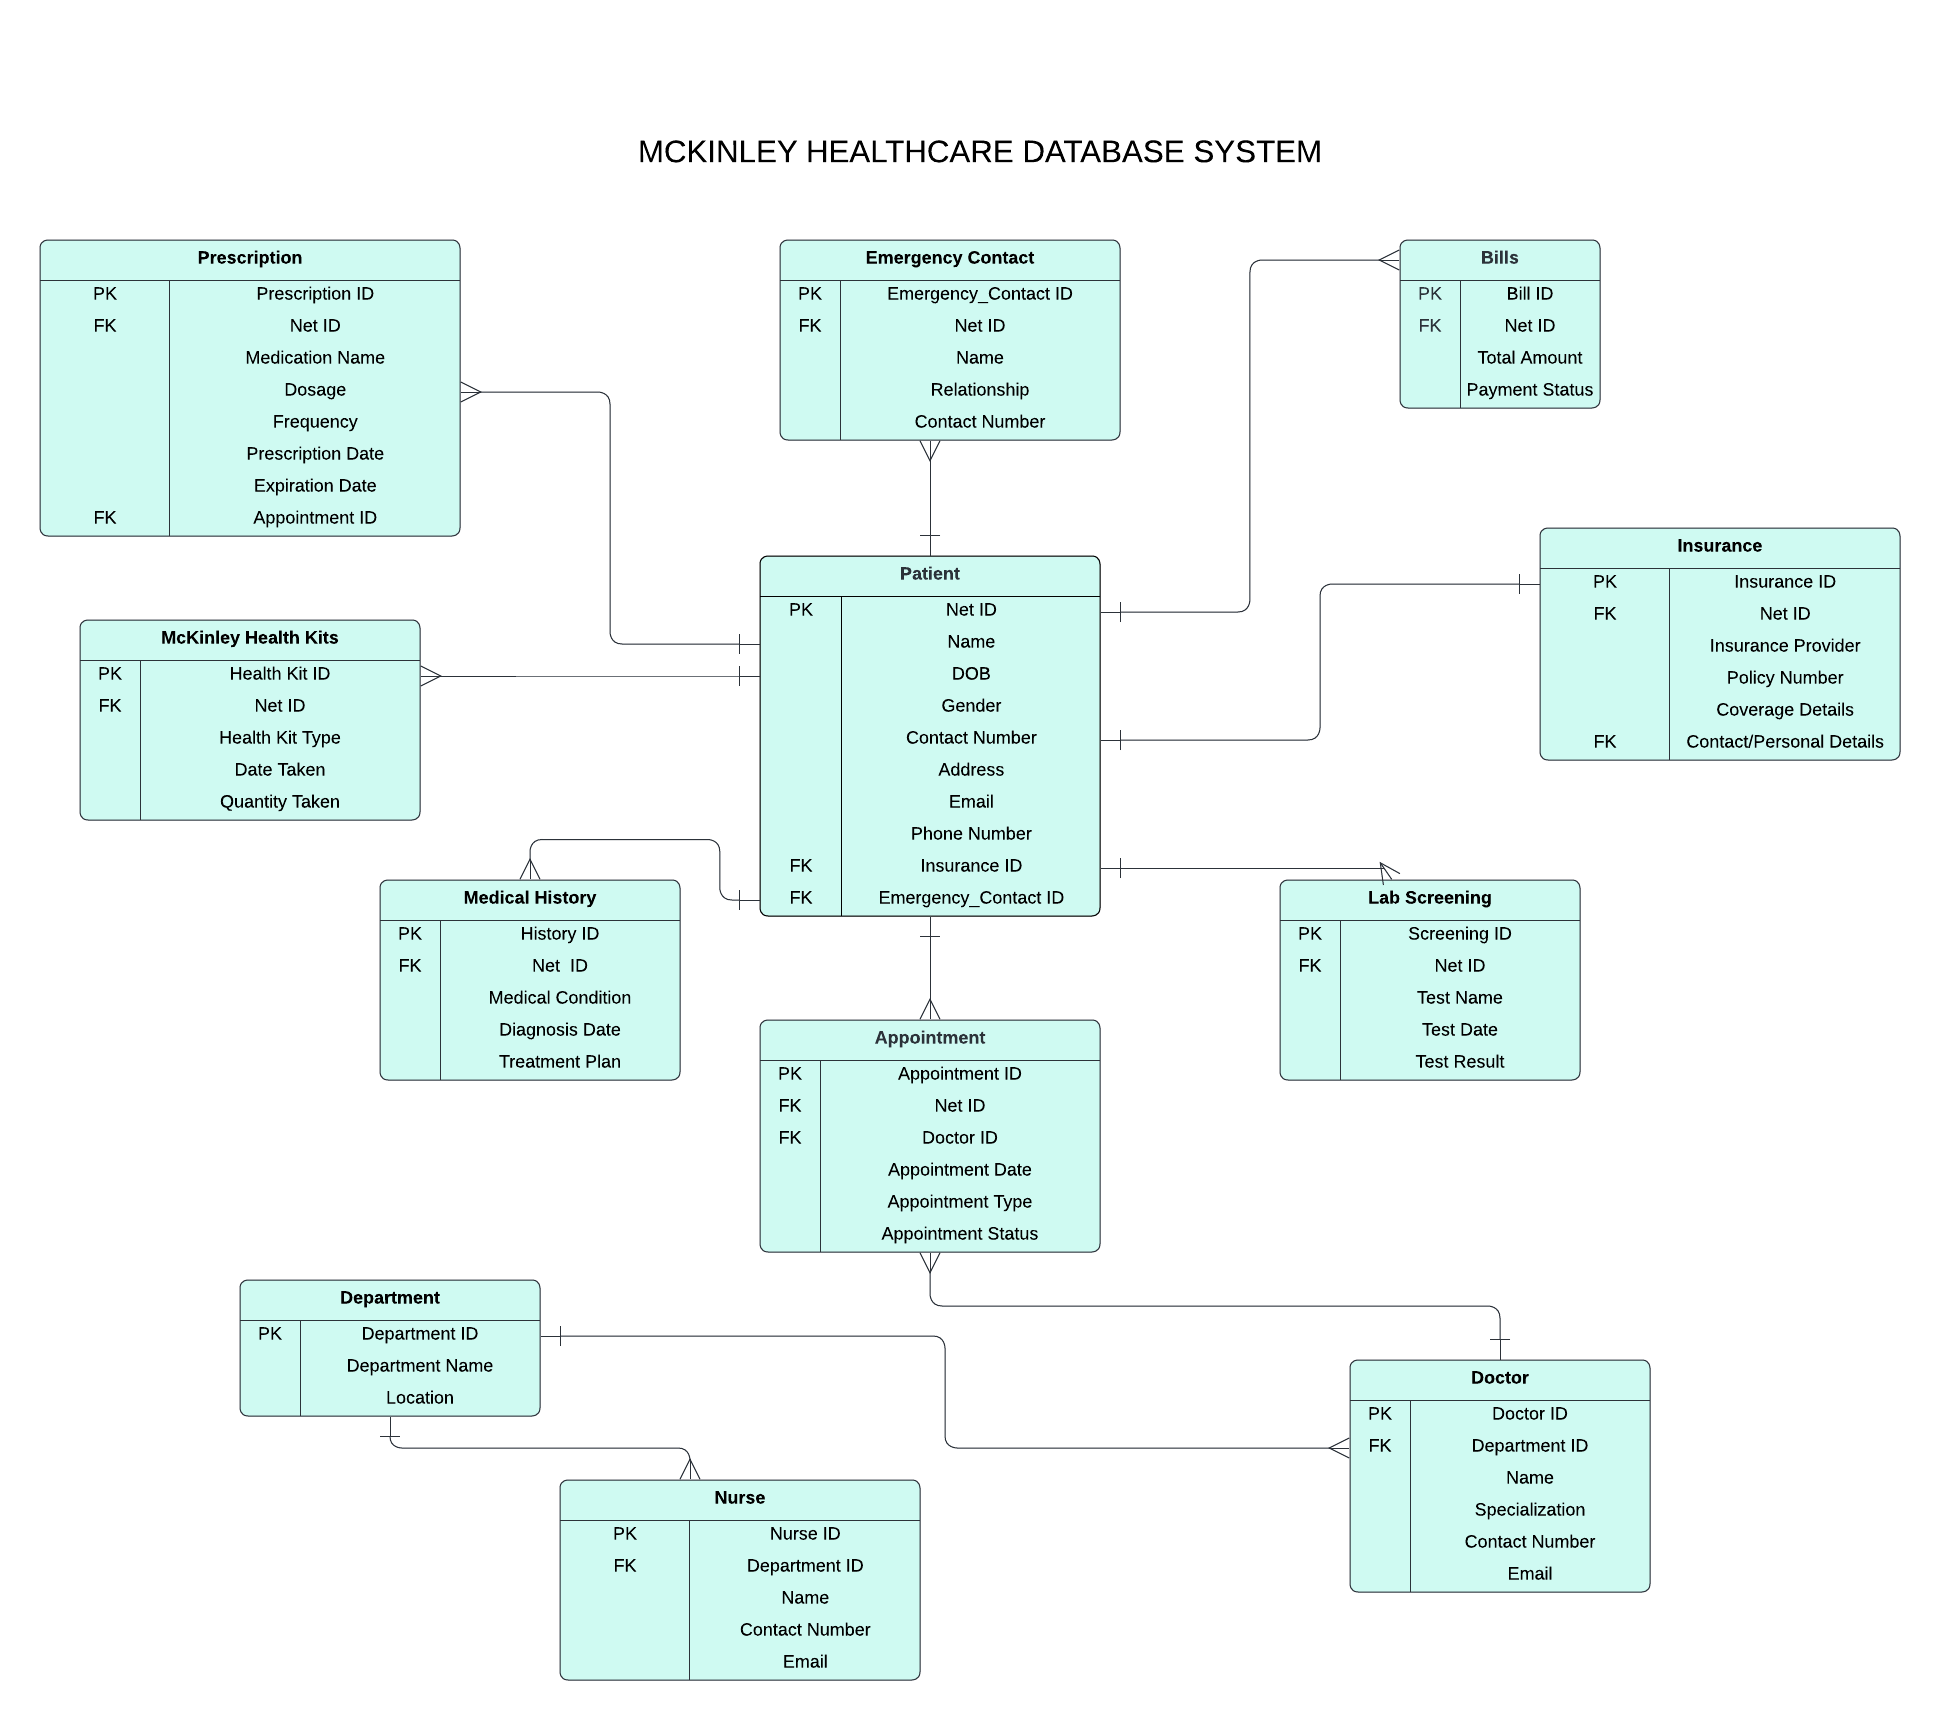 MCKINLEY HEALTHCARE DATABASE SYSTEM
Prescription
PK Prescription ID
FK Net ID
Medication Name
Dosage
Frequency
Prescription Date
Expiration Date
FK Appointment ID
Emergency Contact
PK Emergency_Contact ID
FK Net ID
Name
Relationship
Contact Number
Bills
PK Bill ID
FK Net ID
Total Amount
Payment Status
Insurance
PK Insurance ID
FK Net ID
Insurance Provider
Policy Number
Coverage Details
FK Contact/Personal Details
Patient
PK Net ID
Name
DOB
Gender
Contact Number
Address
Email
Phone Number
FK Insurance ID
FK Emergency_Contact ID
McKinley Health Kits
PK Health Kit ID
FK Net ID
Health Kit Type
Date Taken
Quantity Taken
Medical History
PK History ID
FK Net  ID
Medical Condition
Diagnosis Date
Treatment Plan
Lab Screening
PK Screening ID
FK Net ID
Test Name
Test Date
Test Result
Appointment
PK Appointment ID
FK Net ID
FK Doctor ID
Appointment Date
Appointment Type
Appointment Status
Department
PK Department ID
Department Name
Location
Doctor
PK Doctor ID
FK Department ID
Name
Specialization
Contact Number
Email
Nurse
PK Nurse ID
FK Department ID
Name
Contact Number
Email